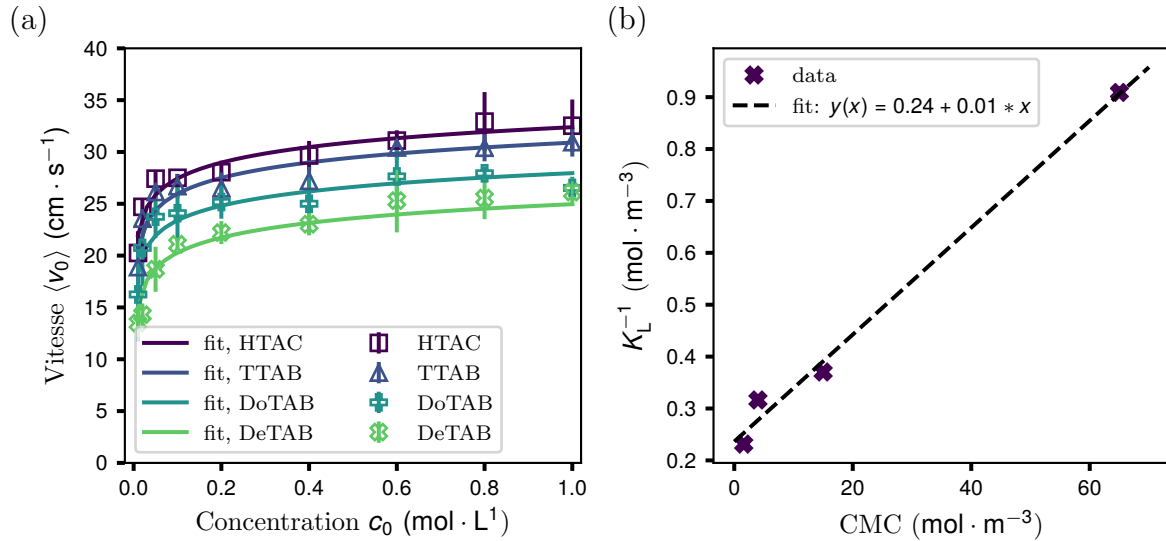 (a)
Vitesse ⟨v₀⟩ (cm · s⁻¹)
40
35
30
25
20
15
10
5
0
fit, HTAC
fit, TTAB
fit, DoTAB
fit, DeTAB
HTAC
TTAB
DoTAB
DeTAB
0.0 0.2 0.4 0.6 0.8 1.0
Concentration c₀ (mol · L¹)
(b)
K_L⁻¹ (mol · m⁻³)
0.9
0.8
0.7
0.6
0.5
0.4
0.3
0.2
data
fit: y(x) = 0.24 + 0.01 * x
0 20 40 60
CMC (mol · m⁻³)